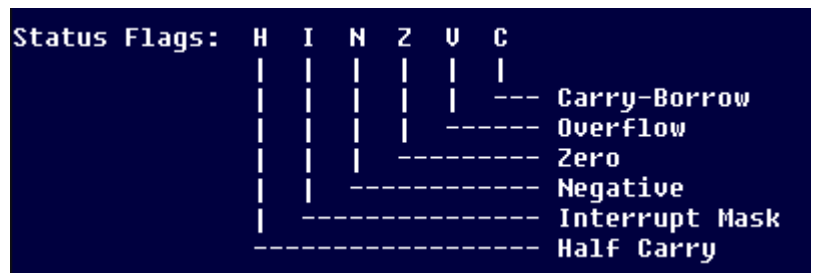 Status Flags: H I N Z V C
Carry-Borrow
Overflow
Zero
Negative
Interrupt Mask
Half Carry